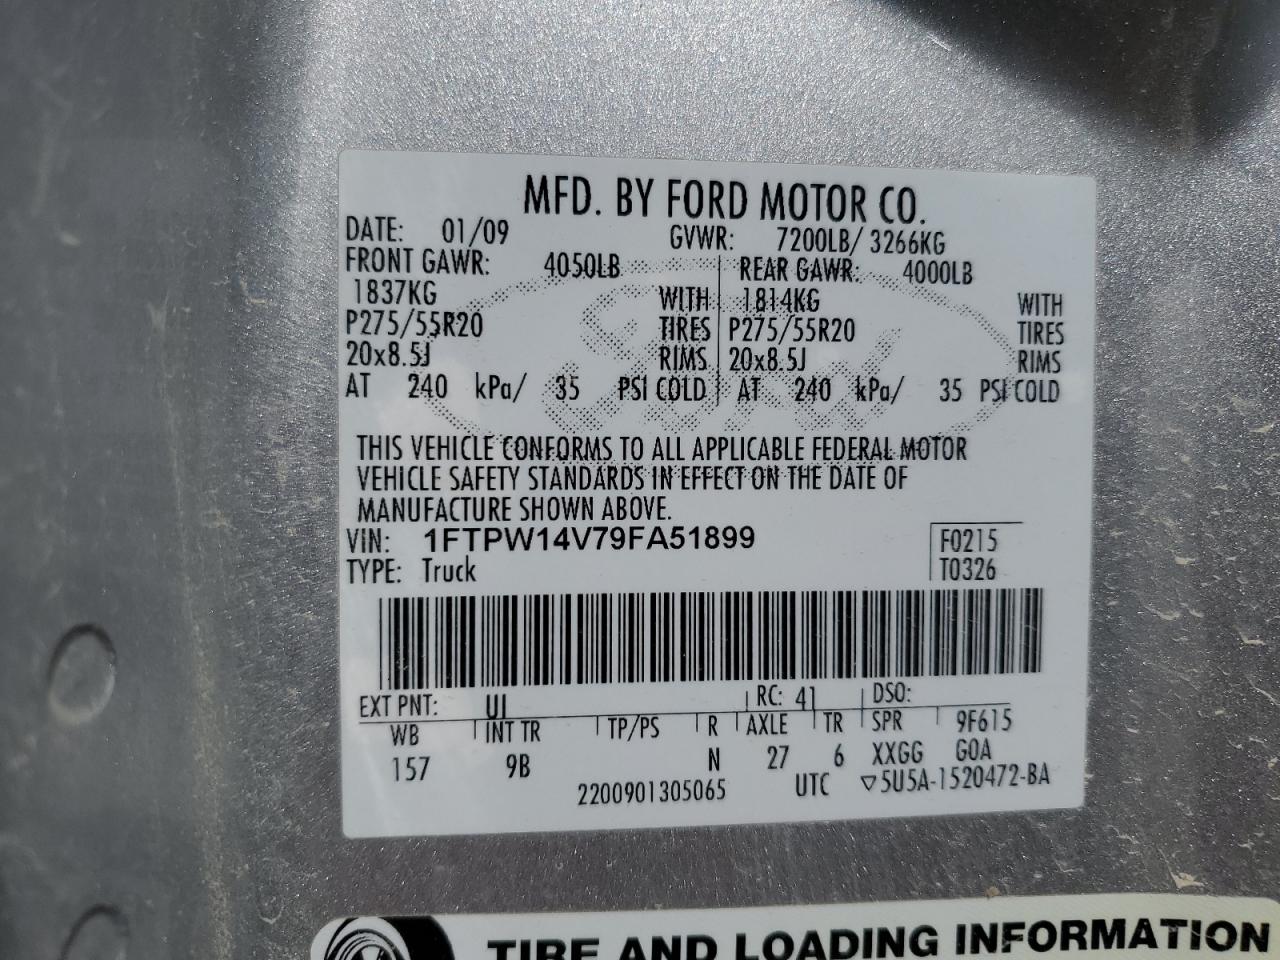 MFD. BY FORD MOTOR CO.
DATE: 01/09 GVWR: 7200LB/ 3266KG
FRONT GAWR: 4050LB REAR GAWR: 4000LB
1837KG WITH 1814KG WITH
P275/55R20 TIRES P275/55R20 TIRES
20x8.5J RIMS 20x8.5J RIMS
AT 240 kPa/ 35 PSI COLD AT 240 kPa/ 35 PSI COLD
THIS VEHICLE CONFORMS TO ALL APPLICABLE FEDERAL MOTOR
VEHICLE SAFETY STANDARDS IN EFFECT ON THE DATE OF
MANUFACTURE SHOWN ABOVE.
VIN: 1FTPW14V79FA51899 F0215
TYPE: Truck T0326
EXT PNT: UJ RC: 41 DSO:
WB INT TR TP/PS R AXLE TR SPR 9F615
157 9B N 27 6 XXGG GOA
2200901305065 UTC ▽5U5A-1520472-BA
TIRE AND LOADING INFORMATION